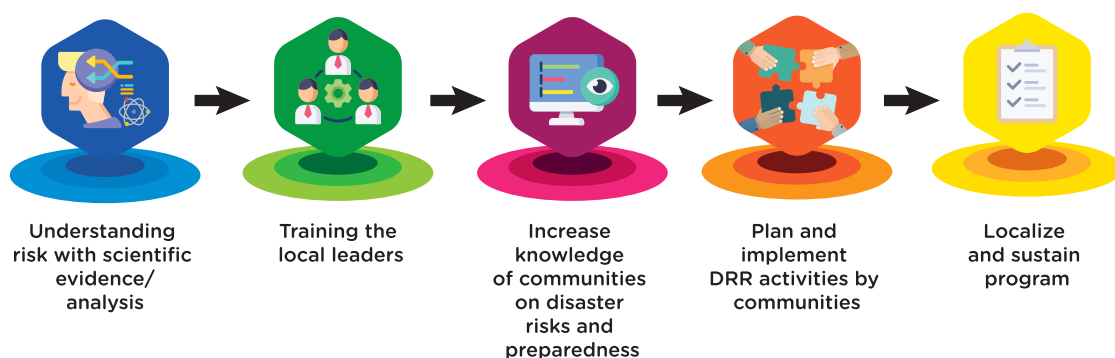 Understanding
risk with scientific
evidence/
analysis
Training the
local leaders
Increase
knowledge
of communities
on disaster
risks and
preparedness
Plan and
implement
DRR activities by
communities
Localize
and sustain
program